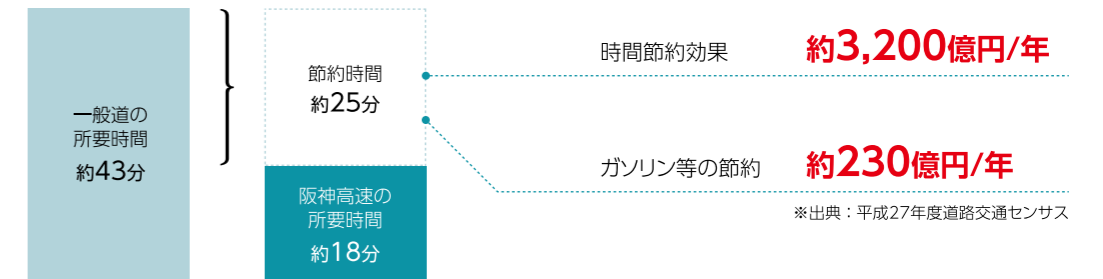 一般道の
所要時間
約43分
節約時間
約25分
阪神高速の
所要時間
約18分
時間節約効果
約3,200億円/年
ガソリン等の節約
約230億円/年
※出典：平成27年度道路交通センサス